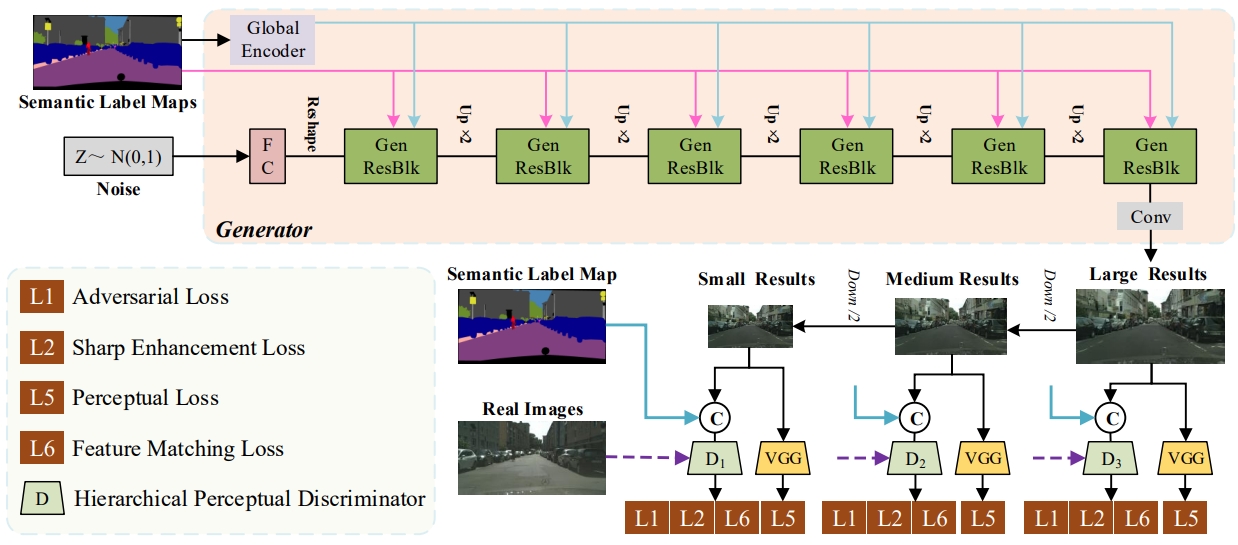 Global
Encoder
Semantic Label Maps
Z～ N(0,1)
Noise
F
C
Reshape
Gen
ResBlk
Up ×2
Gen
ResBlk
Up ×2
Gen
ResBlk
Up ×2
Gen
ResBlk
Up ×2
Gen
ResBlk
Up ×2
Gen
ResBlk
Generator
Conv
L1 Adversarial Loss
L2 Sharp Enhancement Loss
L5 Perceptual Loss
L6 Feature Matching Loss
D Hierarchical Perceptual Discriminator
Semantic Label Map
Real Images
Small Results
Down /2
Medium Results
Down /2
Large Results
C
C
C
D1
VGG
D2
VGG
D3
VGG
L1 L2 L6 L5
L1 L2 L6 L5
L1 L2 L6 L5